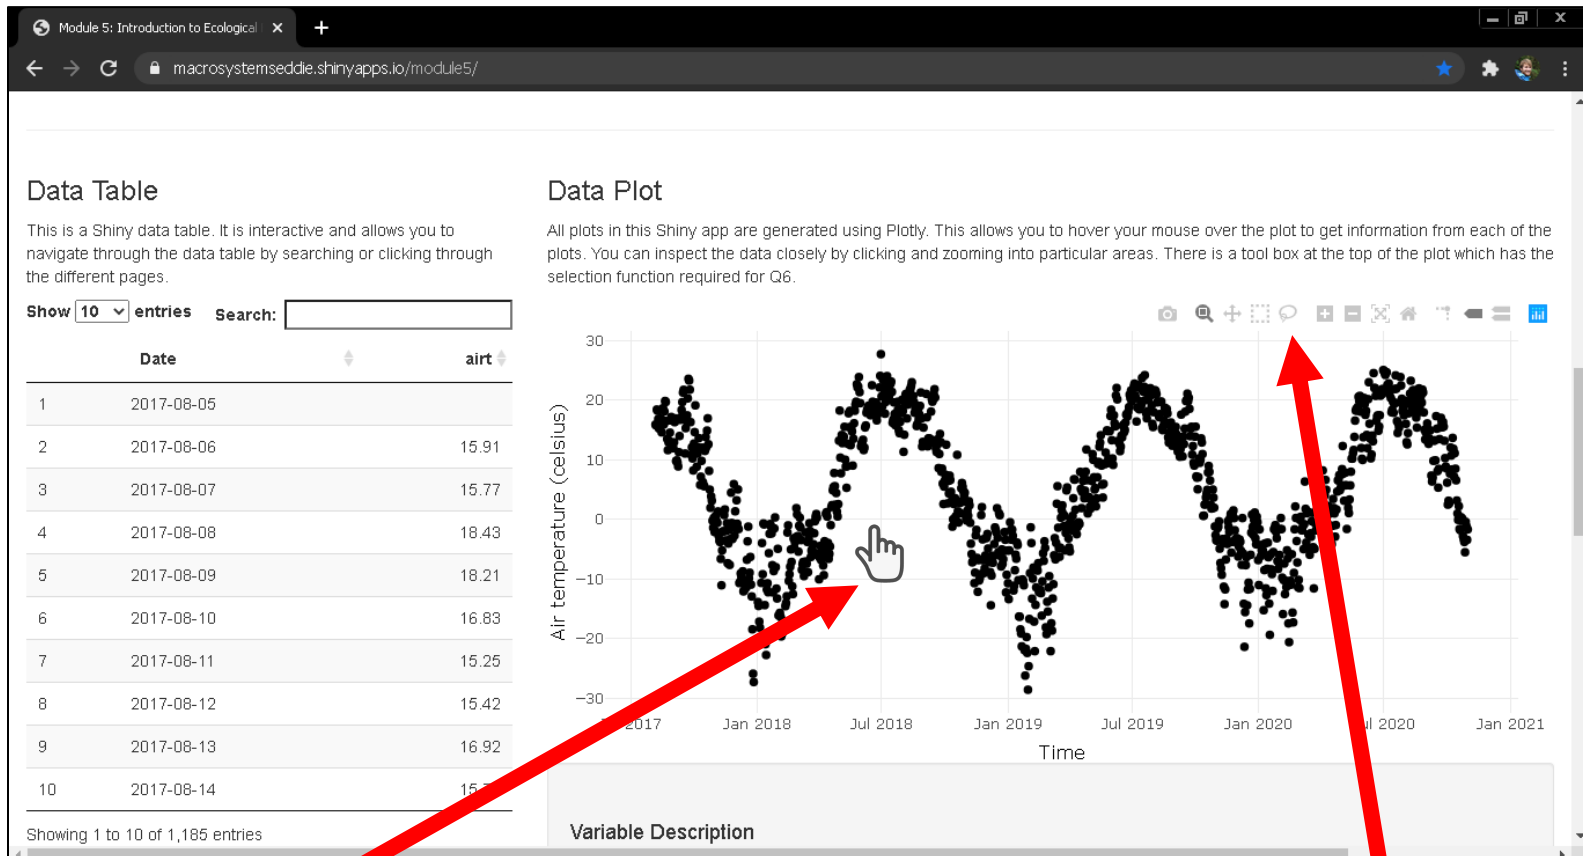 Module 5: Introduction to Ecological
macrosystemseddie.shinyapps.io/module5/
Data Table
This is a Shiny data table. It is interactive and allows you to
navigate through the data table by searching or clicking through
the different pages.
Show 10 entries Search:
Date airt
1 2017-08-05
2 2017-08-06 15.91
3 2017-08-07 15.77
4 2017-08-08 18.43
5 2017-08-09 18.21
6 2017-08-10 16.83
7 2017-08-11 15.25
8 2017-08-12 15.42
9 2017-08-13 16.92
10 2017-08-14
Showing 1 to 10 of 1,185 entries
Data Plot
All plots in this Shiny app are generated using Plotly. This allows you to hover your mouse over the plot to get information from each of the
plots. You can inspect the data closely by clicking and zooming into particular areas. There is a tool box at the top of the plot which has the
selection function required for Q6.
30
20
10
0
−10
−20
−30
Air temperature (celsius)
2017 Jan 2018 Jul 2018 Jan 2019 Jul 2019 Jan 2020 2020 Jan 2021
Time
Variable Description